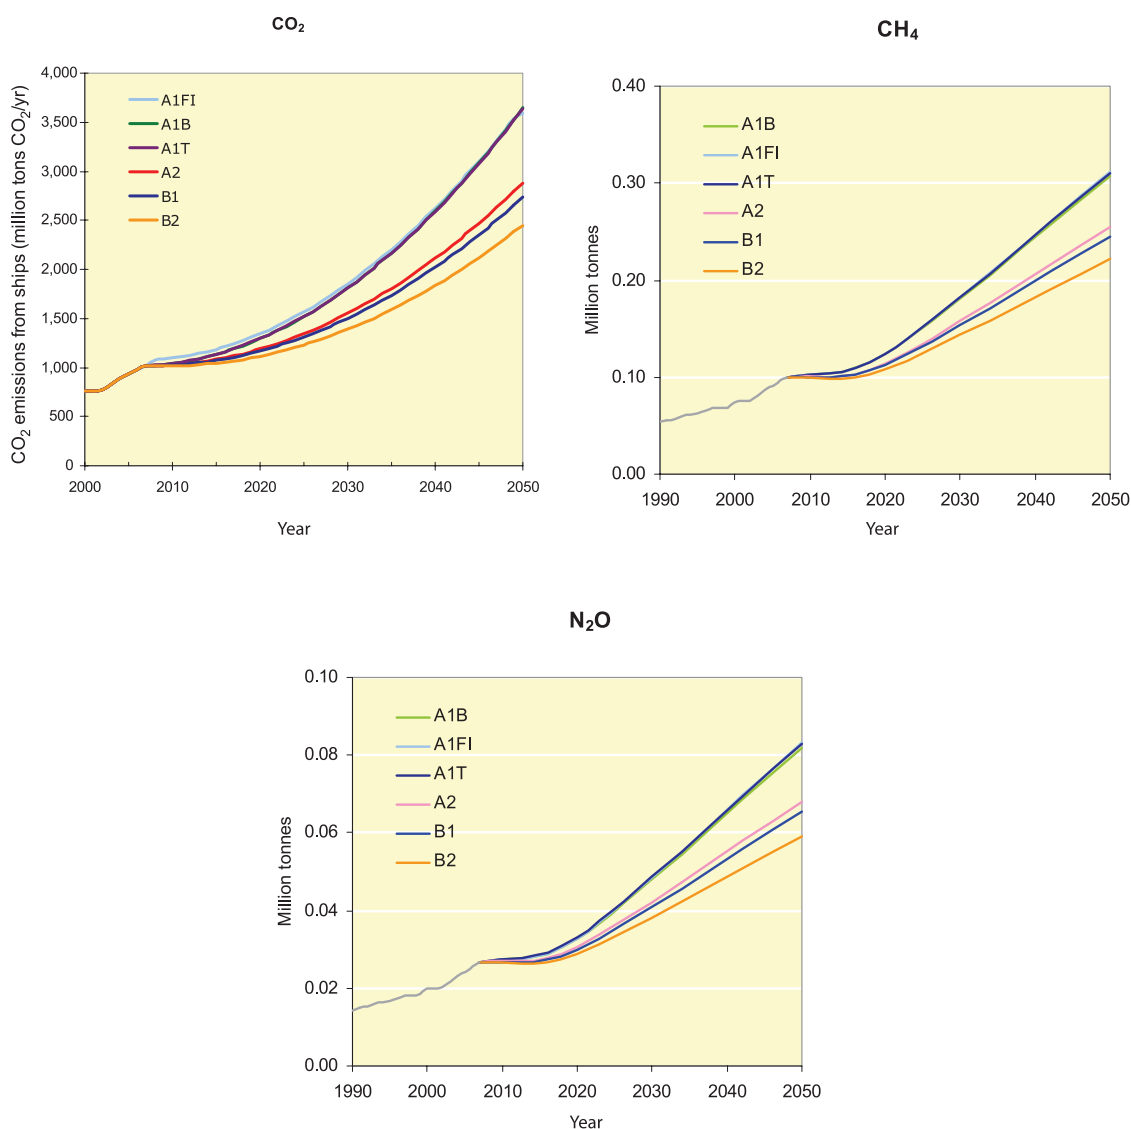 CO₂
CO₂ emissions from ships (million tons CO₂/yr)
4,000
3,500
3,000
2,500
2,000
1,500
1,000
500
0
A1FI
A1B
A1T
A2
B1
B2
2000 2010 2020 2030 2040 2050
Year
CH₄
Million tonnes
0.40
0.30
0.20
0.10
0.00
A1B
A1FI
A1T
A2
B1
B2
1990 2000 2010 2020 2030 2040 2050
Year
N₂O
Million tonnes
0.10
0.08
0.06
0.04
0.02
0.00
A1B
A1FI
A1T
A2
B1
B2
1990 2000 2010 2020 2030 2040 2050
Year